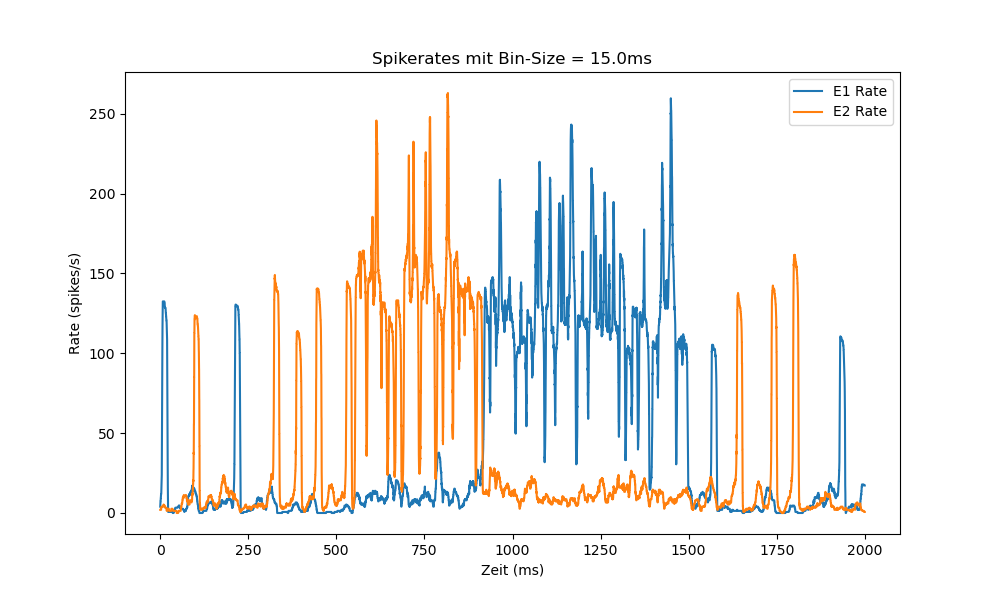 Spikerates mit Bin-Size = 15.0ms
E1 Rate
E2 Rate
Rate (spikes/s)
250
200
150
100
50
0
0 250 500 750 1000 1250 1500 1750 2000
Zeit (ms)